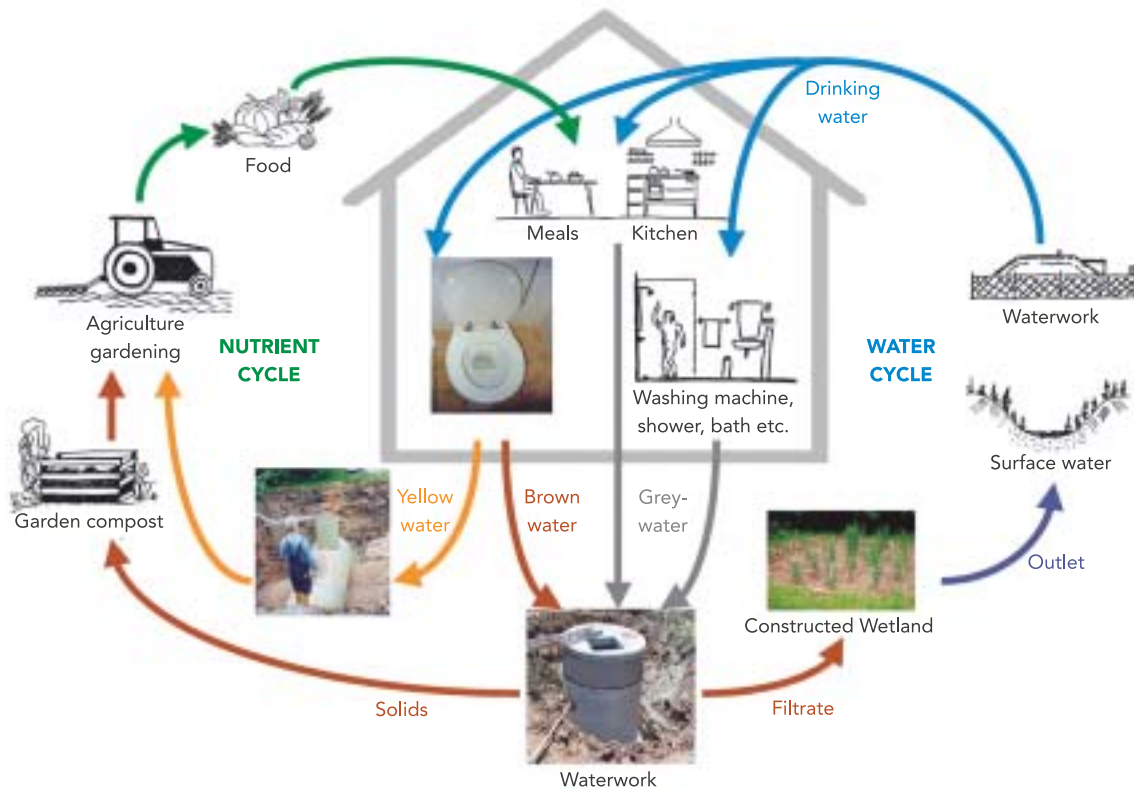 Drinking
water
Food
Meals
Kitchen
Agriculture
gardening
NUTRIENT
CYCLE
WATER
CYCLE
Waterwork
Washing machine,
shower, bath etc.
Surface water
Garden compost
Yellow
water
Brown
water
Grey-
water
Outlet
Constructed Wetland
Solids
Filtrate
Waterwork